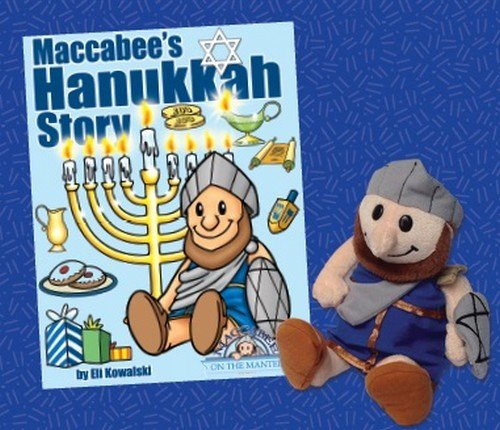 Maccabee's
Hanukkah
Story
ON THE MANTEL
by Eli Kowalski